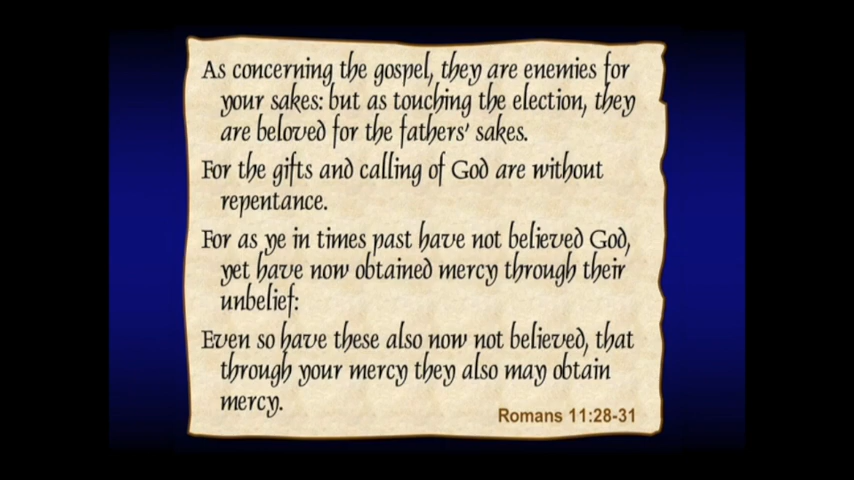 As concerning the gospel, they are enemies for
your sakes: but as touching the election, they
are beloved for the fathers' sakes.
For the gifts and calling of God are without
repentance.
For as ye in times past have not believed God,
yet have now obtained mercy through their
unbelief:
Even so have these also now not believed, that
through your mercy they also may obtain
mercy.
Romans 11:28-31